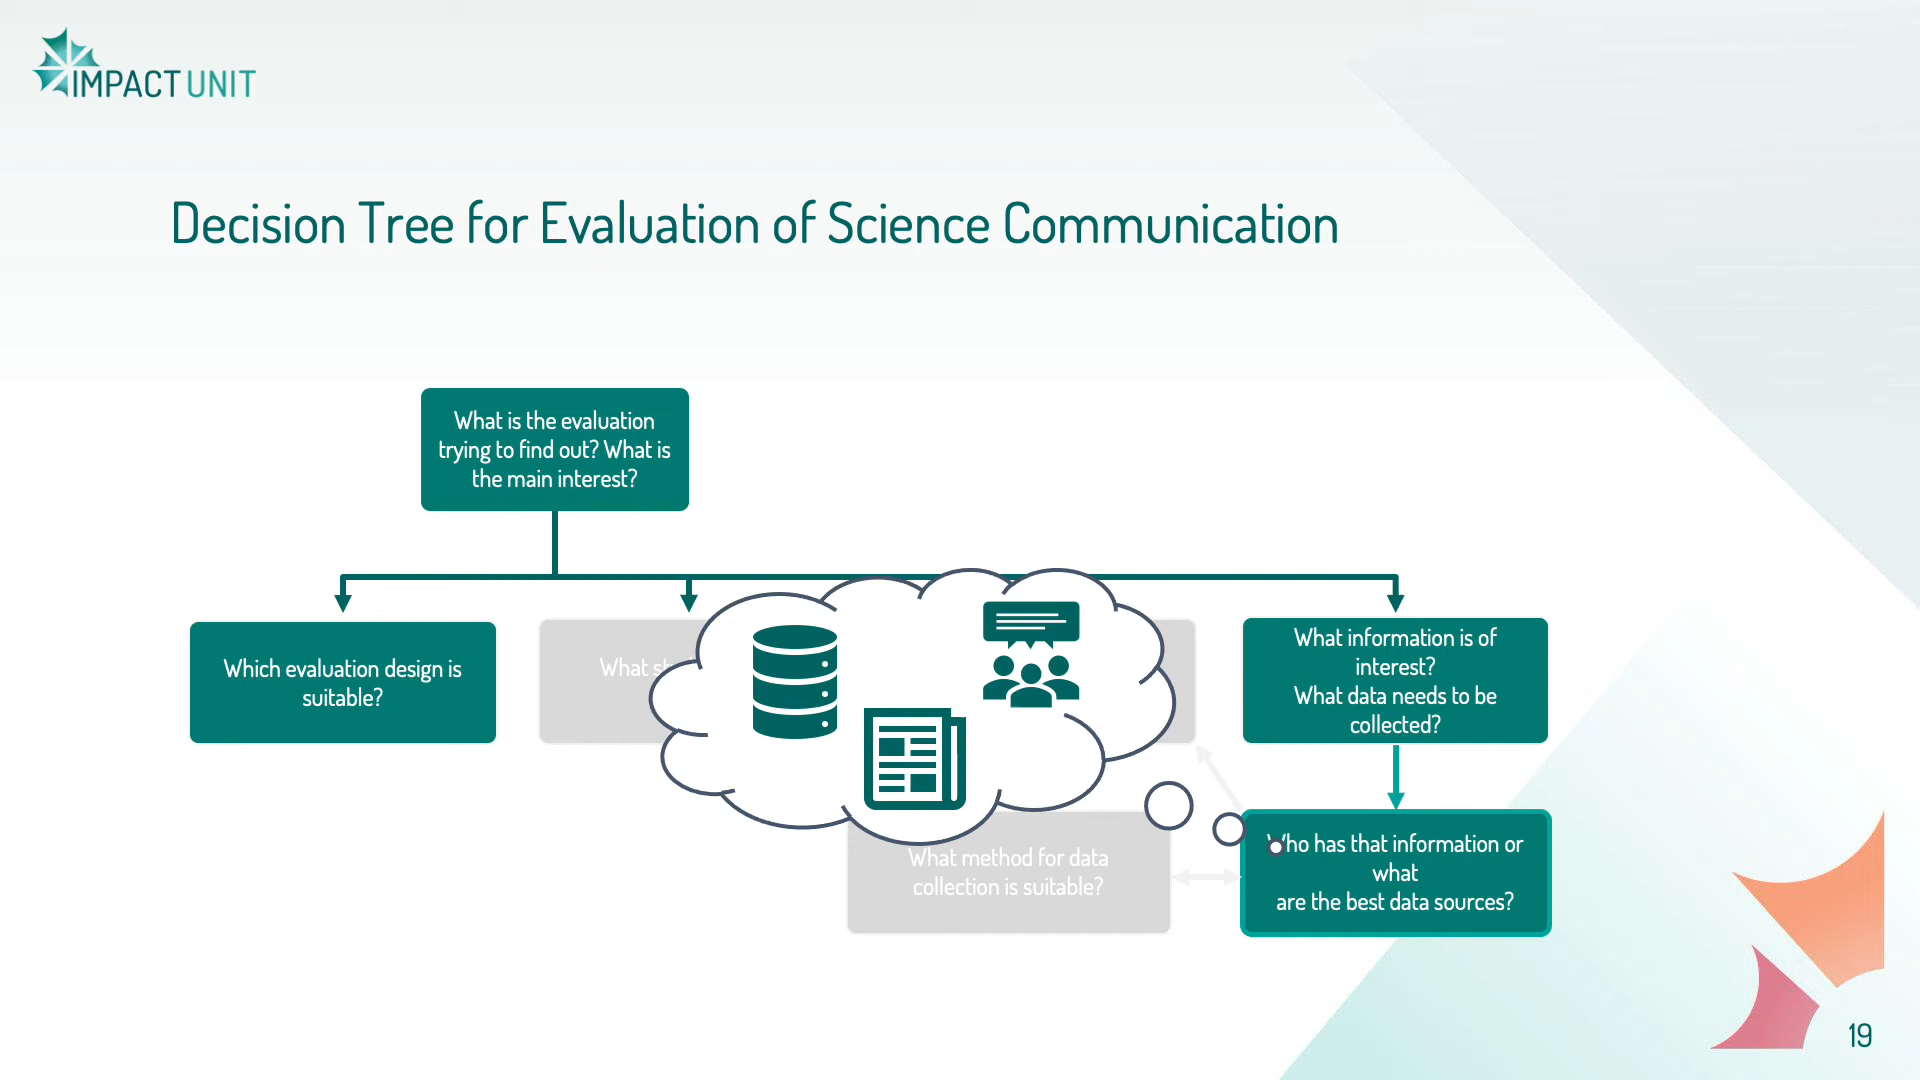 IMPACT UNIT
Decision Tree for Evaluation of Science Communication
What is the evaluation
trying to find out? What is
the main interest?
Which evaluation design is
suitable?
What
What information is of
interest?
What data needs to be
collected?
What method for data
collection is suitable?
Who has that information or
what
are the best data sources?
19